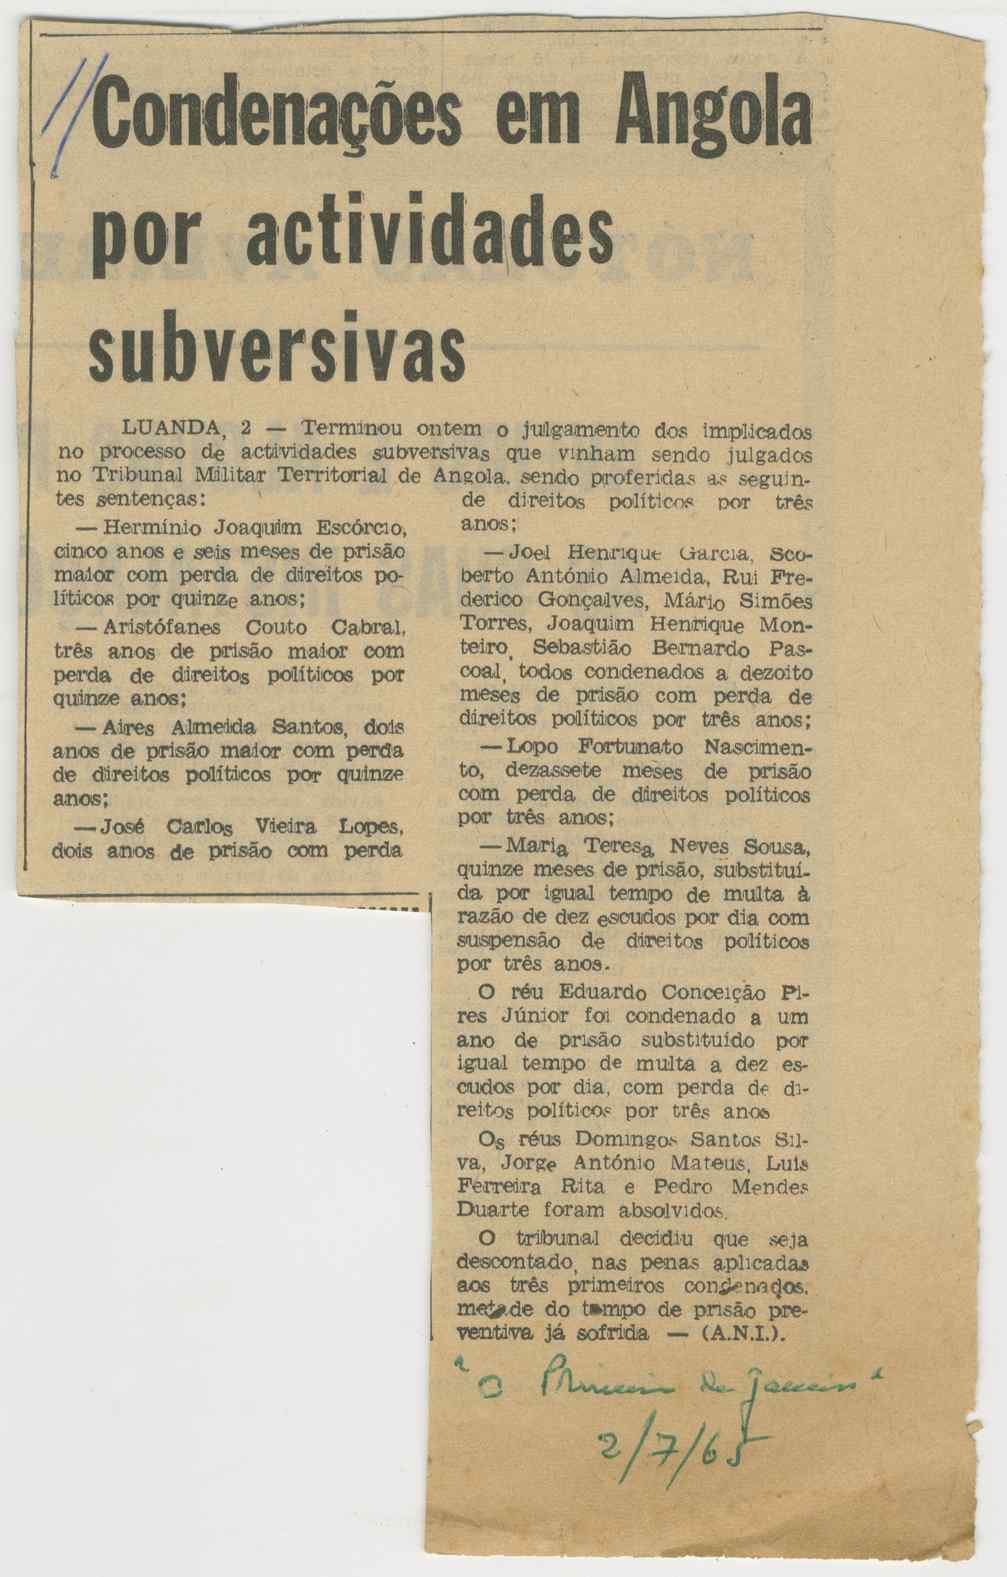 Condenações em Angola
por actividades
subversivas
LUANDA, 2 — Terminou ontem o julgamento dos implicados
no processo de actividades subversivas que vinham sendo julgados
no Tribunal Militar Territorial de Angola, sendo proferidas as seguin-
tes sentenças:
— Hermínio Joaquim Escórcio,
cinco anos e seis meses de prisão
maior com perda de direitos po-
líticos por quinze anos;
— Aristófanes Couto Cabral,
três anos de prisão maior com
perda de direitos políticos por
quinze anos;
— Aires Almeida Santos, dois
anos de prisão maior com perda
de direitos políticos por quinze
anos;
— José Carlos Vieira Lopes,
dois anos de prisão com perda
de direitos políticos por três
anos;
— Joel Henrique Garcia, Sco-
berto António Almeida, Rui Fre-
derico Gonçalves, Mário Simões
Torres, Joaquim Henrique Mon-
teiro, Sebastião Bernardo Pas-
coal, todos condenados a dezoito
meses de prisão com perda de
direitos políticos por três anos;
— Lopo Fortunato Nascimen-
to, dezassete meses de prisão
com perda de direitos políticos
por três anos;
— Maria Teresa Neves Sousa,
quinze meses de prisão, substituí-
da por igual tempo de multa à
razão de dez escudos por dia com
suspensão de direitos políticos
por três anos.
O réu Eduardo Conceição Pi-
res Júnior foi condenado a um
ano de prisão substituído por
igual tempo de multa a dez es-
cudos por dia, com perda de di-
reitos políticos por três anos
Os réus Domingos Santos Sil-
va, Jorge António Mateus, Luis
Ferreira Rita e Pedro Mendes
Duarte foram absolvidos.
O tribunal decidiu que seja
descontado, nas penas aplicadas
aos três primeiros condenados,
metade do tempo de prisão pre-
ventiva já sofrida — (A.N.I.).
"O Primeiro de Janeiro"
2/7/65